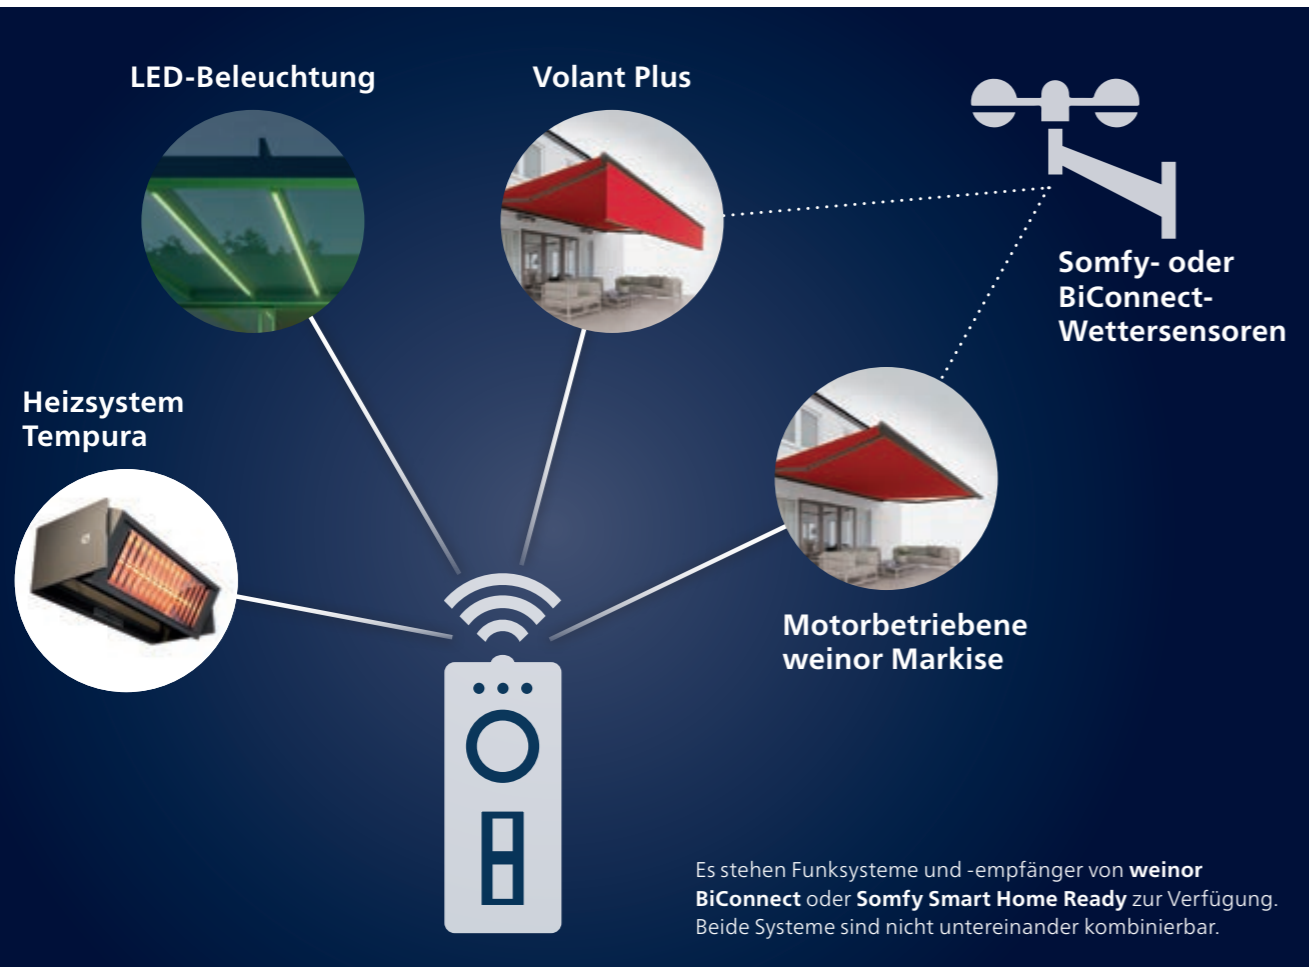 LED-Beleuchtung
Volant Plus
Somfy- oder
BiConnect-
Wettersensoren
Heizsystem
Tempura
Motorbetriebene
weinor Markise
Es stehen Funksysteme und -empfänger von weinor
BiConnect oder Somfy Smart Home Ready zur Verfügung.
Beide Systeme sind nicht untereinander kombinierbar.